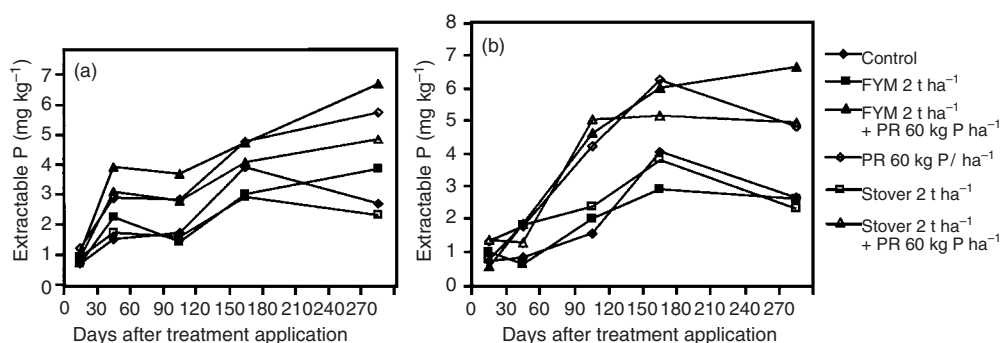 (a)
Extractable P (mg kg⁻¹)
7
6
5
4
3
2
1
0
0 30 60 90 120 150 180 210 240 270
Days after treatment application
(b)
Extractable P (mg kg⁻¹)
8
7
6
5
4
3
2
1
0
0 30 60 90 120 150 180 210 240 270
Days after treatment application
Control
FYM 2 t ha⁻¹
FYM 2 t ha⁻¹
+ PR 60 kg P ha⁻¹
PR 60 kg P/ ha⁻¹
Stover 2 t ha⁻¹
Stover 2 t ha⁻¹
+ PR 60 kg P ha⁻¹